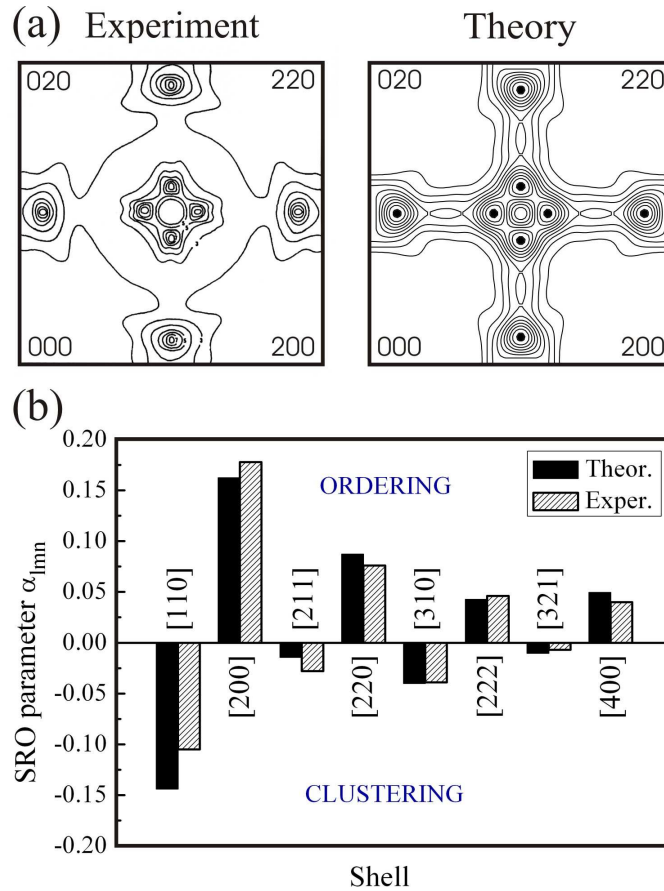 (a) Experiment Theory
020 220 020 220
000 200 000 200
(b)
0.20
0.15
0.10
0.05
0.00
-0.05
-0.10
-0.15
-0.20
SRO parameter αlmn
ORDERING
Theor.
Exper.
[110]
[200]
[211]
[220]
[310]
[222]
[321]
[400]
CLUSTERING
Shell